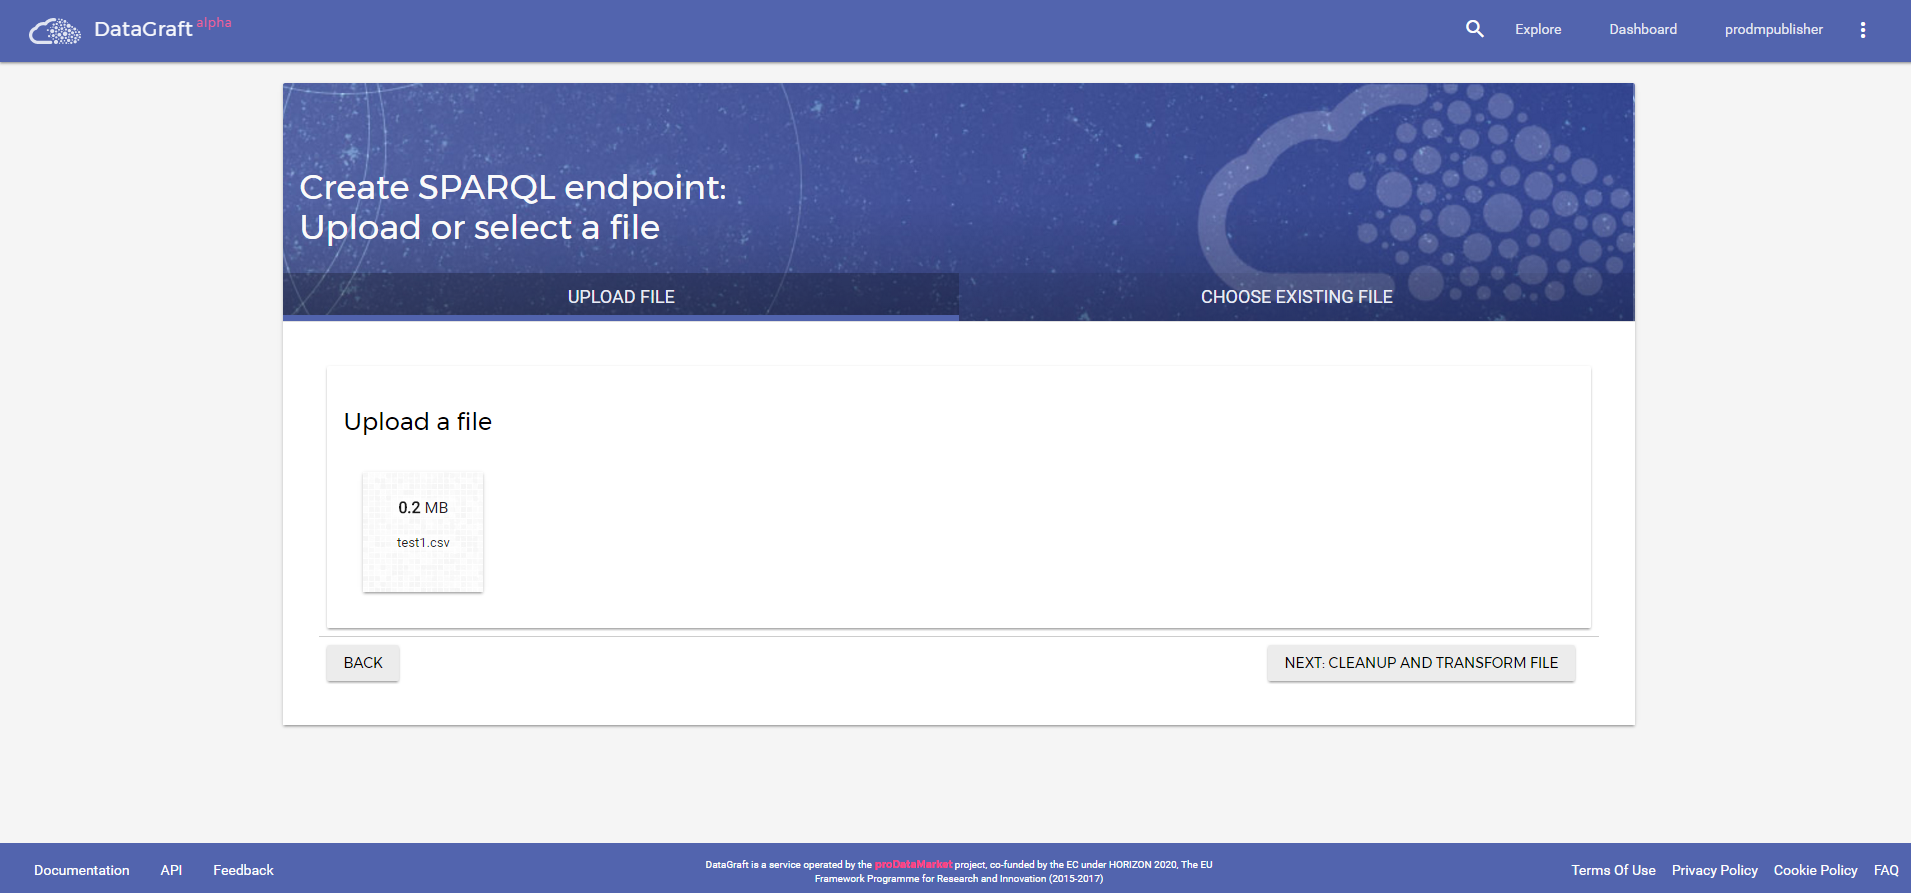 DataGraft alpha
Explore
Dashboard
prodmpublisher
Create SPARQL endpoint:
Upload or select a file
UPLOAD FILE
CHOOSE EXISTING FILE
Upload a file
0.2 MB
test1.csv
BACK
NEXT: CLEANUP AND TRANSFORM FILE
Documentation
API
Feedback
DataGraft is a service operated by the proDataMarket project, co-funded by the EC under HORIZON 2020, The EU
Framework Programme for Research and Innovation (2015-2017)
Terms Of Use
Privacy Policy
Cookie Policy
FAQ